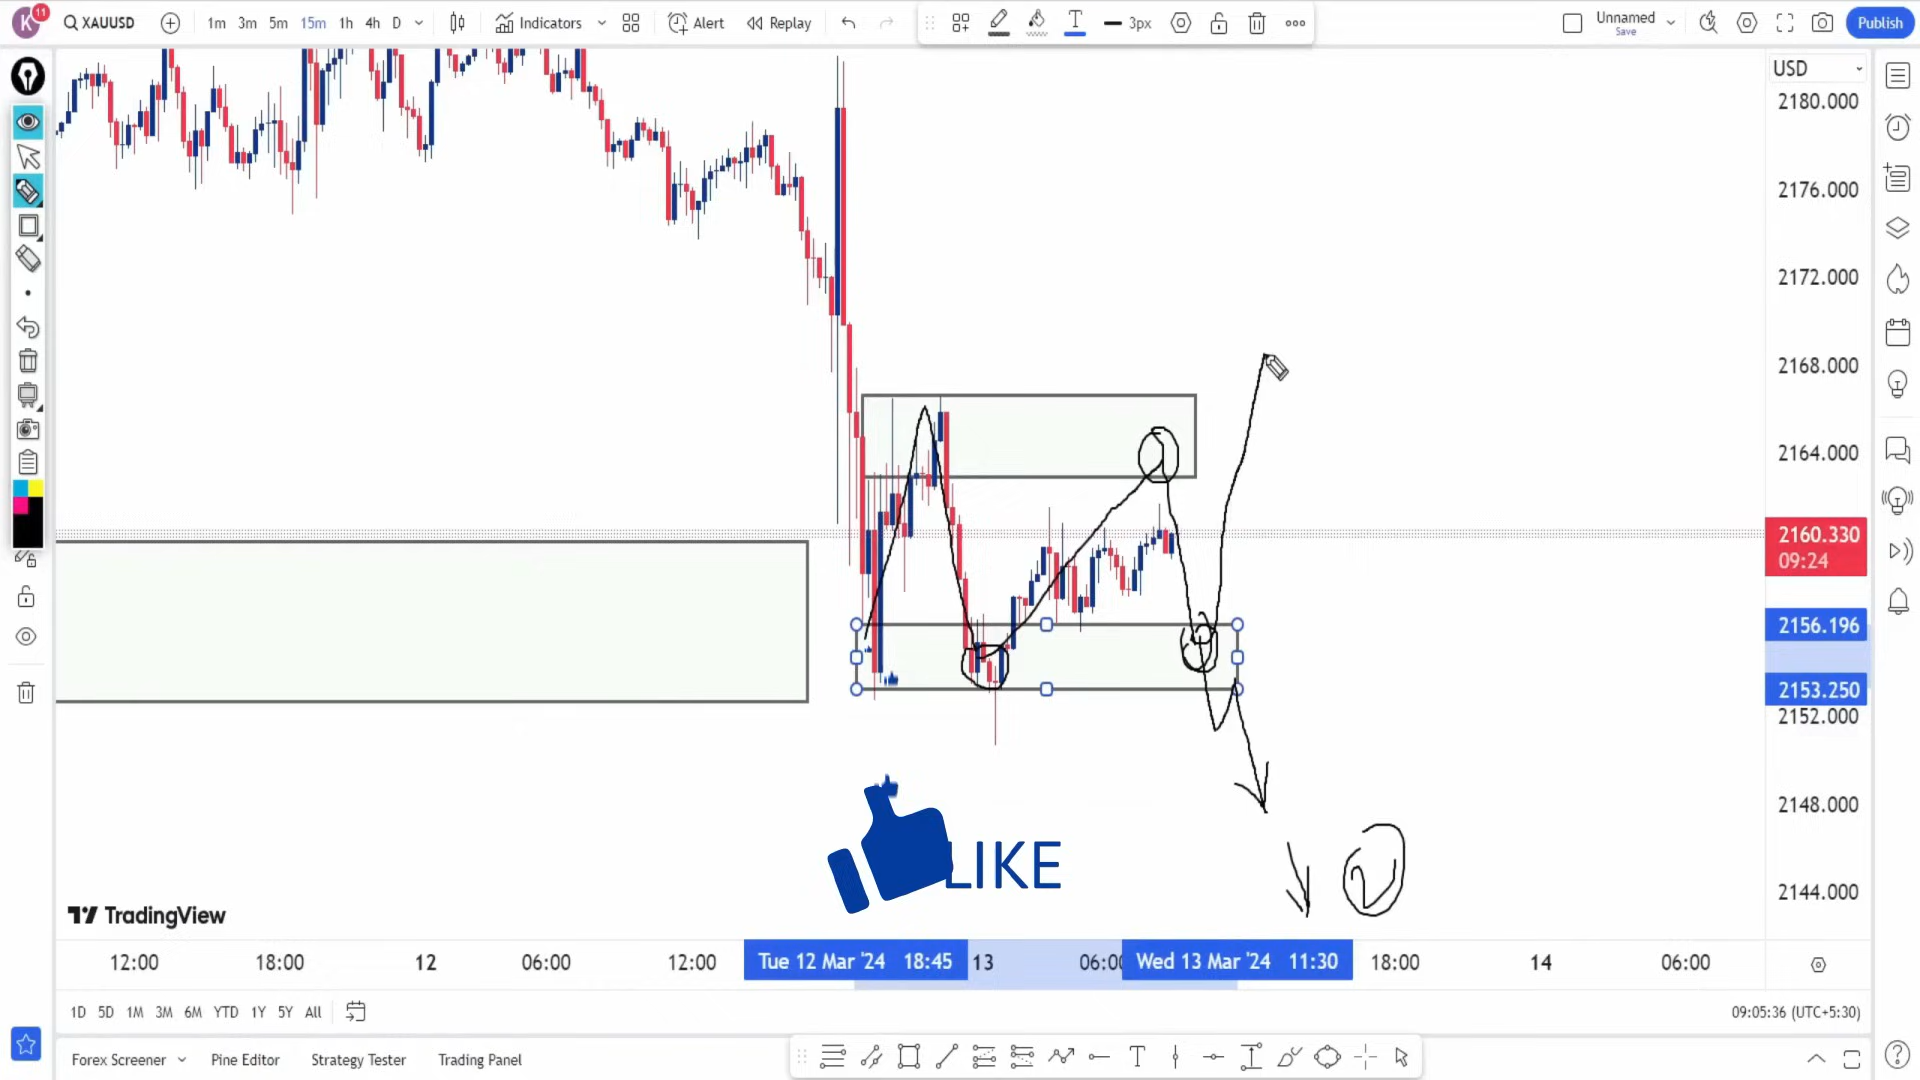 K 11 XAUUSD 1m 3m 5m 15m 1h 4h D Indicators Alert Replay 3px Unnamed Publish
Save
USD
2180.000
2176.000
2172.000
2168.000
2164.000
2160.330
09:24
2156.196
2153.250
2152.000
2148.000
2144.000
LIKE
TradingView
12:00 18:00 12 06:00 12:00 Tue 12 Mar '24 18:45 13 06:00 Wed 13 Mar '24 11:30 18:00 14 06:00
1D 5D 1M 3M 6M YTD 1Y 5Y All 09:05:36 (UTC+5:30)
Forex Screener Pine Editor Strategy Tester Trading Panel